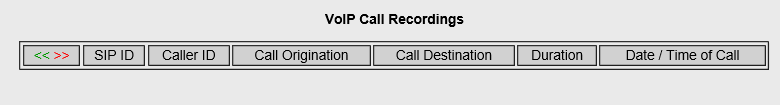 VoIP Call Recordings
<< >> SIP ID Caller ID Call Origination Call Destination Duration Date / Time of Call